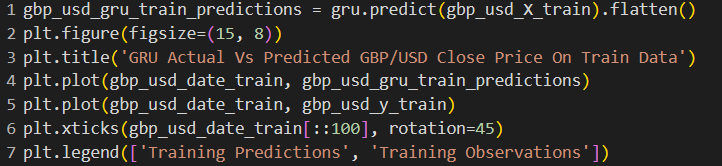 1 gbp_usd_gru_train_predictions = gru.predict(gbp_usd_X_train).flatten()
2 plt.figure(figsize=(15, 8))
3 plt.title('GRU Actual Vs Predicted GBP/USD Close Price On Train Data')
4 plt.plot(gbp_usd_date_train, gbp_usd_gru_train_predictions)
5 plt.plot(gbp_usd_date_train, gbp_usd_y_train)
6 plt.xticks(gbp_usd_date_train[::100], rotation=45)
7 plt.legend(['Training Predictions', 'Training Observations'])